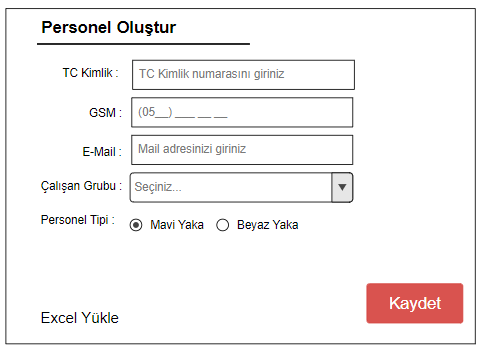 Personel Oluştur
TC Kimlik : TC Kimlik numarasını giriniz
GSM : (05__) ___ __ __
E-Mail : Mail adresinizi giriniz
Çalışan Grubu : Seçiniz...
Personel Tipi : Mavi Yaka Beyaz Yaka
Kaydet
Excel Yükle